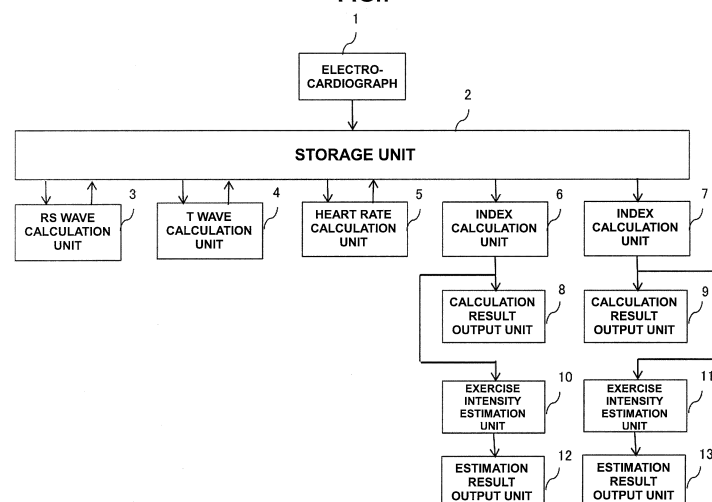 1
ELECTRO-
CARDIOGRAPH
2
STORAGE UNIT
3
RS WAVE
CALCULATION
UNIT
4
T WAVE
CALCULATION
UNIT
5
HEART RATE
CALCULATION
UNIT
6
INDEX
CALCULATION
UNIT
7
INDEX
CALCULATION
UNIT
8
CALCULATION
RESULT
OUTPUT UNIT
9
CALCULATION
RESULT
OUTPUT UNIT
10
EXERCISE
INTENSITY
ESTIMATION
UNIT
11
EXERCISE
INTENSITY
ESTIMATION
UNIT
12
ESTIMATION
RESULT
OUTPUT UNIT
13
ESTIMATION
RESULT
OUTPUT UNIT